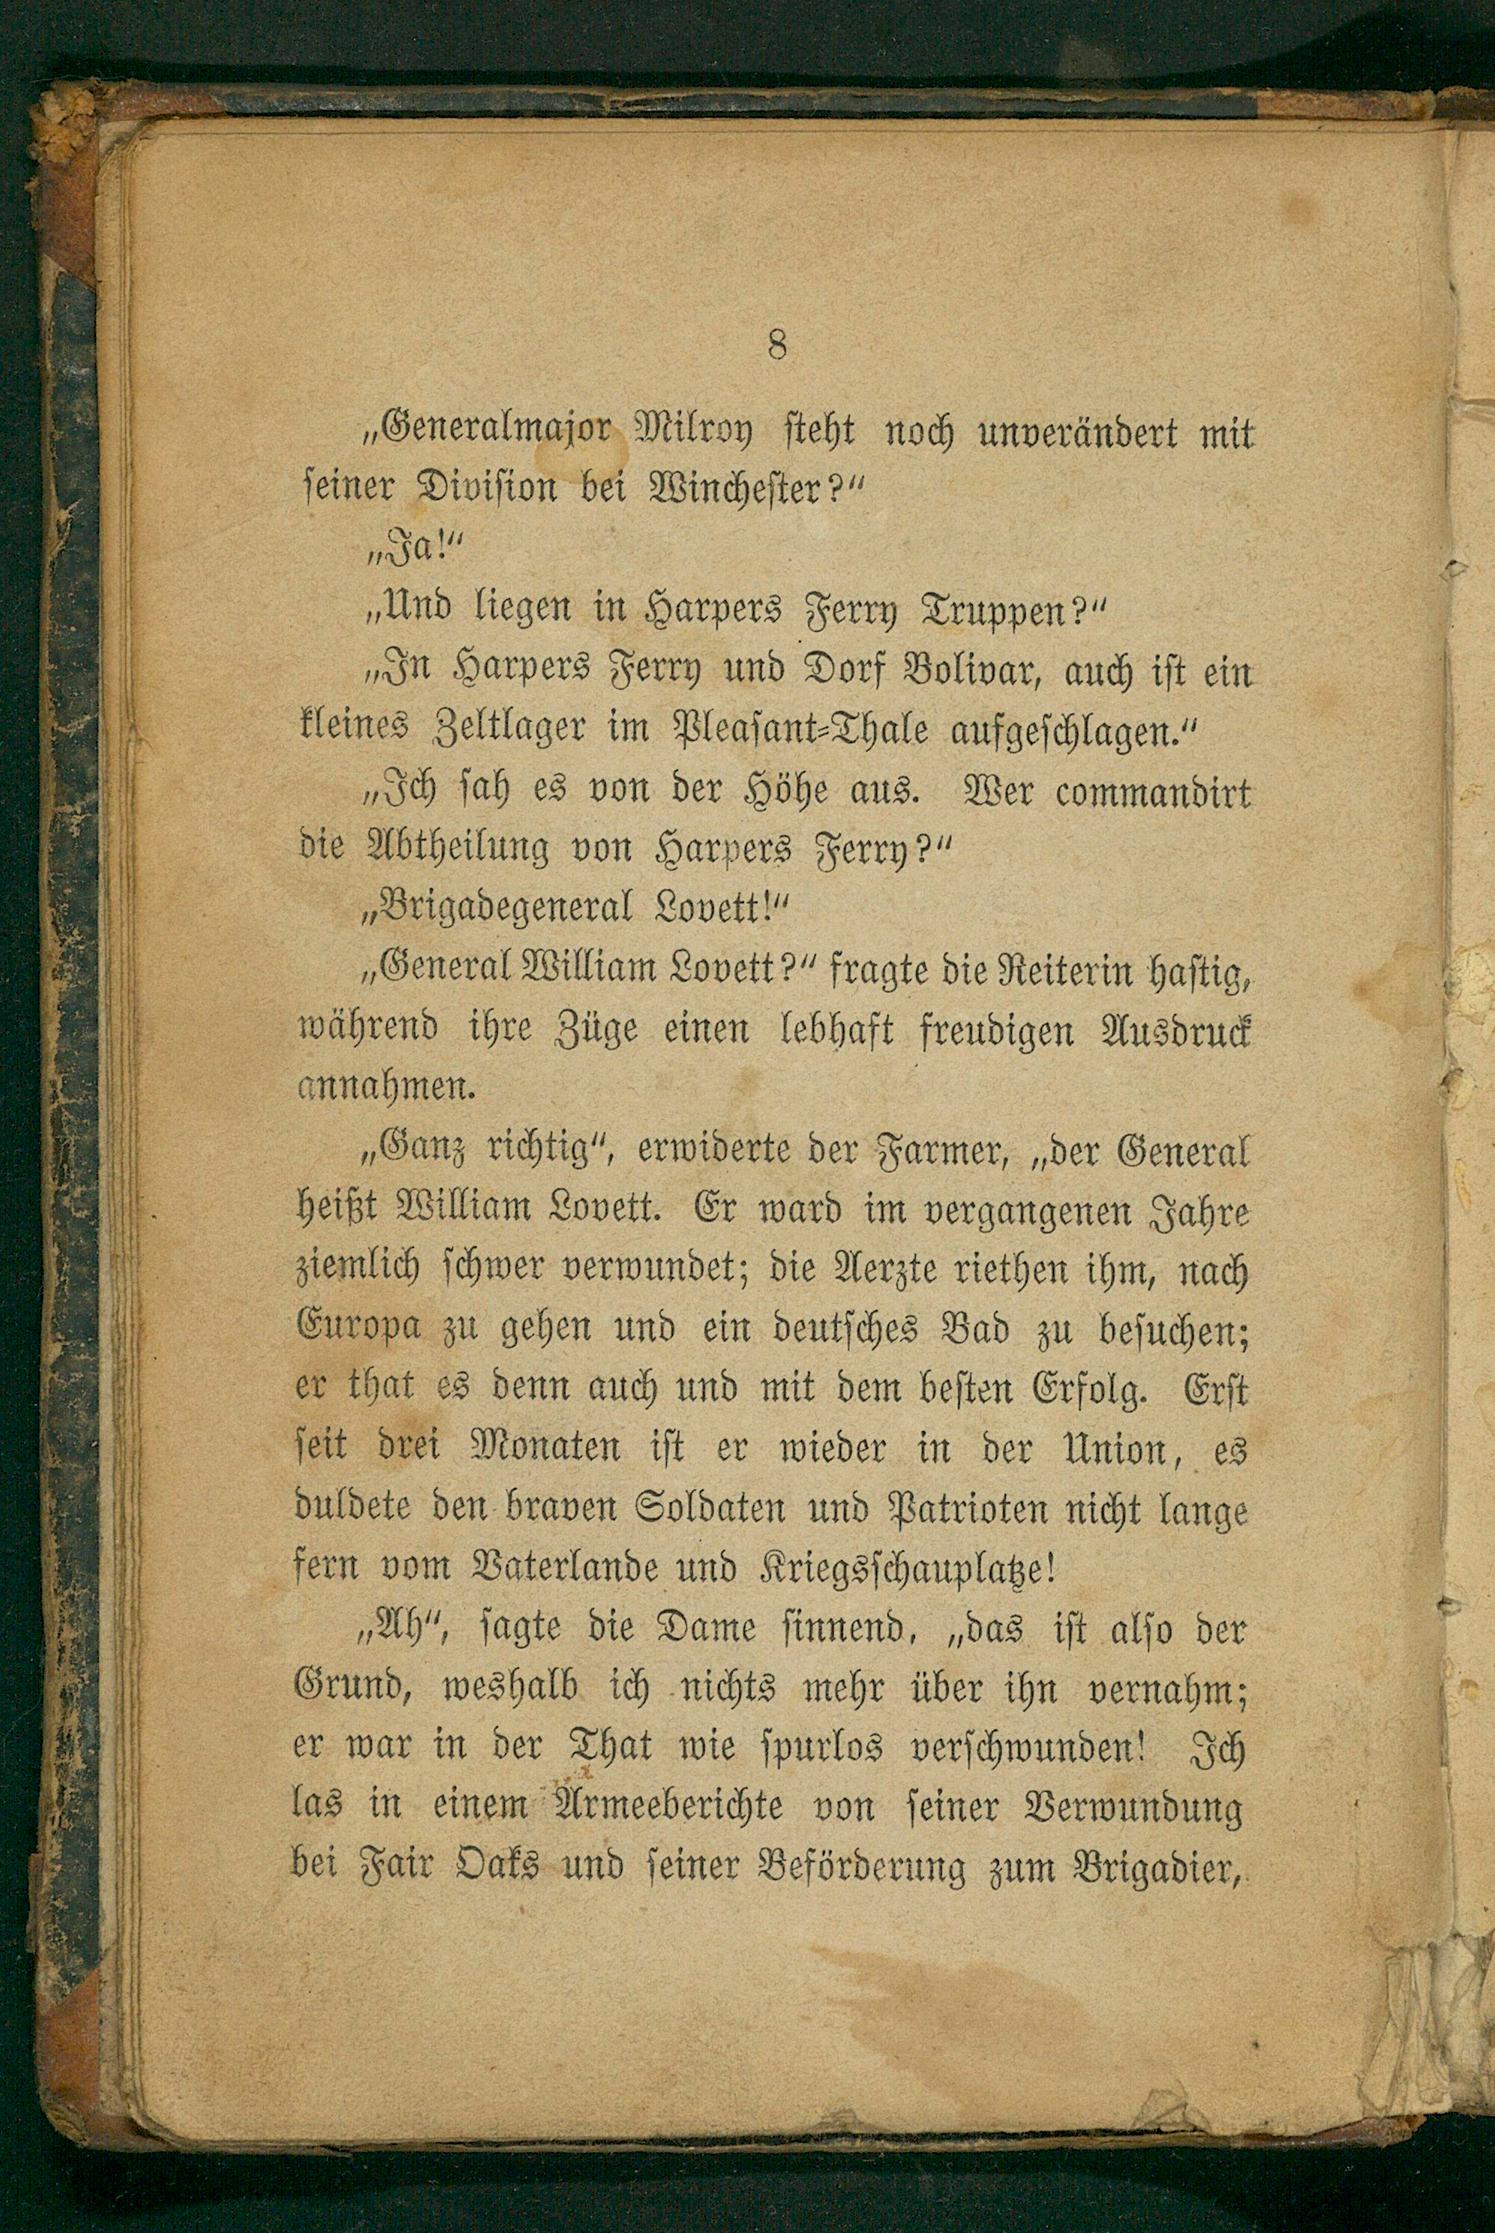 8
„Generalmajor Milroy steht noch unverändert mit
seiner Division bei Winchester?“
„Ja!“
„Und liegen in Harpers Ferry Truppen?“
„In Harpers Ferry und Dorf Bolivar, auch ist ein
kleines Zeltlager im Pleasant-Thale aufgeschlagen.“
„Ich sah es von der Höhe aus. Wer commandirt
die Abtheilung von Harpers Ferry?“
„Brigadegeneral Lovett!“
„General William Lovett?“ fragte die Reiterin hastig,
während ihre Züge einen lebhaft freudigen Ausdruck
annahmen.
„Ganz richtig“, erwiderte der Farmer, „der General
heißt William Lovett. Er ward im vergangenen Jahre
ziemlich schwer verwundet; die Aerzte riethen ihm, nach
Europa zu gehen und ein deutsches Bad zu besuchen;
er that es denn auch und mit dem besten Erfolg. Erst
seit drei Monaten ist er wieder in der Union, es
duldete den braven Soldaten und Patrioten nicht lange
fern vom Vaterlande und Kriegsschauplatze!
„Ah“, sagte die Dame sinnend, „das ist also der
Grund, weshalb ich nichts mehr über ihn vernahm;
er war in der That wie spurlos verschwunden! Ich
las in einem Armeeberichte von seiner Verwundung
bei Fair Oaks und seiner Beförderung zum Brigadier,